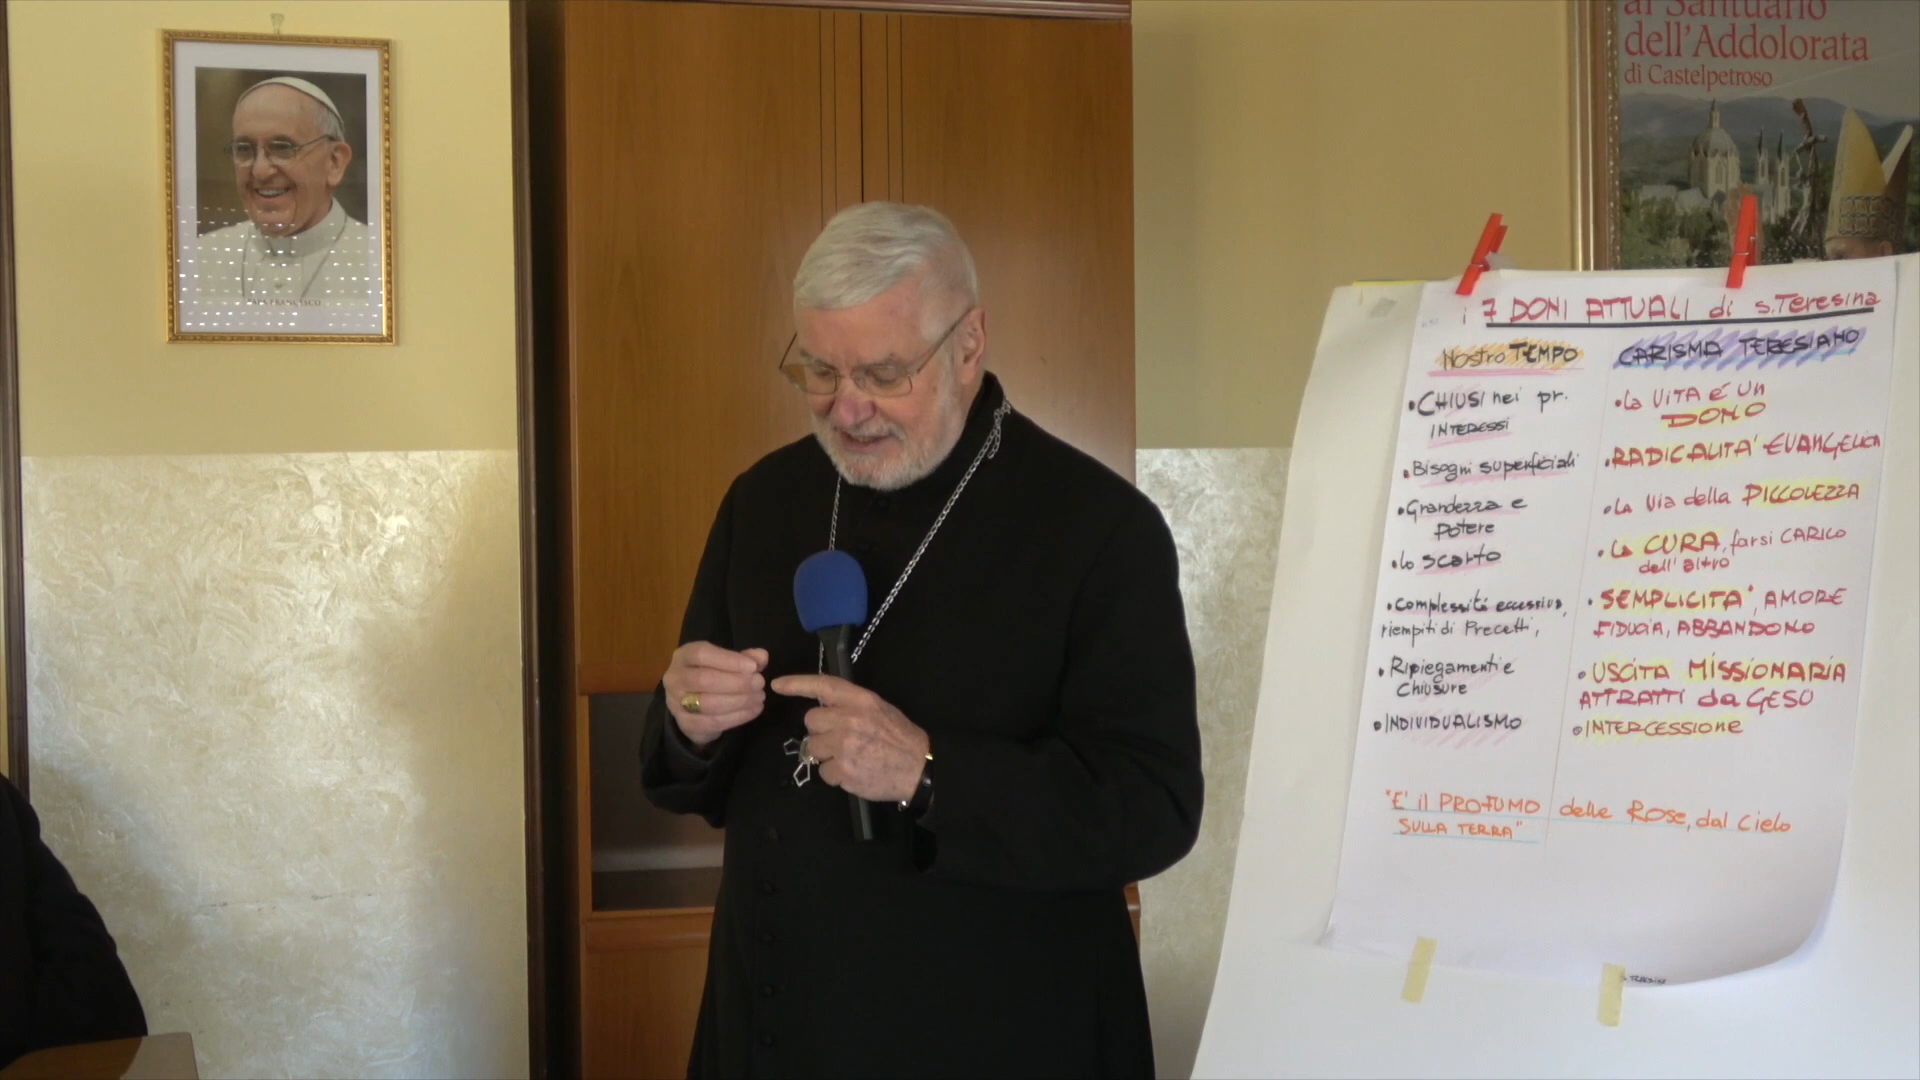 PAPA FRANCESCO
al Santuario
dell'Addolorata
di Castelpetroso
i 7 DONI ATTUALI di S.Teresina
Nostro TEMPO
CARISMA TERESIANO
• CHIUSI nei pr.
INTERESSI
• La VITA é un
DONO
• Bisogni superficiali
• RADICALITA' EVANGELICA
• Grandezza e
potere
• La Via della PICCOLEZZA
• lo scarto
• La CURA, farsi CARICO
dell'altro
• Complessità eccessiva,
riempiti di Precetti,
• SEMPLICITA', AMORE
FIDUCIA, ABBANDONO
• Ripiegamenti e
Chiusure
• USCITA MISSIONARIA
ATTRATTI da GESÚ
• INDIVIDUALISMO
• INTERCESSIONE
"E' il PROFUMO delle ROSE, dal Cielo
SULLA TERRA"